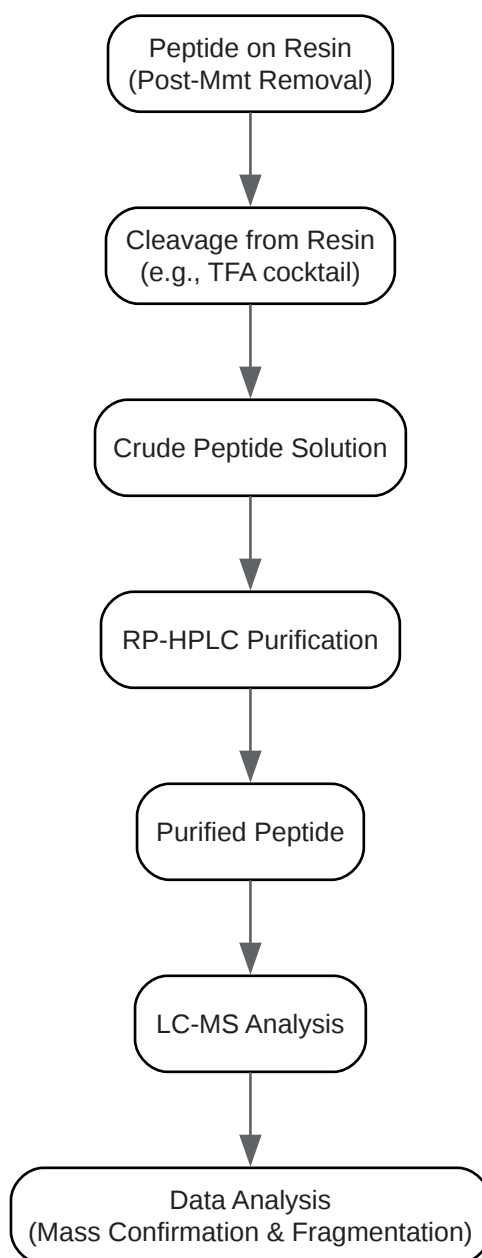 Peptide on Resin
(Post-Mmt Removal)
Cleavage from Resin
(e.g., TFA cocktail)
Crude Peptide Solution
RP-HPLC Purification
Purified Peptide
LC-MS Analysis
Data Analysis
(Mass Confirmation & Fragmentation)